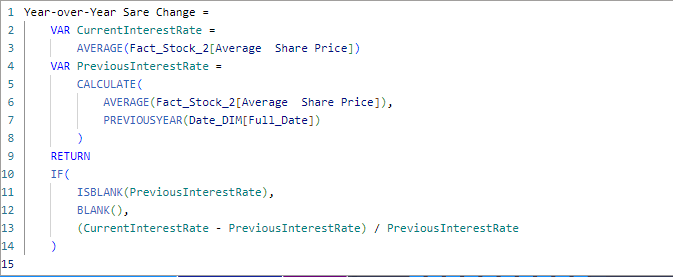 1 Year-over-Year Sare Change =
2 VAR CurrentInterestRate =
3 AVERAGE(Fact_Stock_2[Average  Share Price])
4 VAR PreviousInterestRate =
5 CALCULATE(
6 AVERAGE(Fact_Stock_2[Average  Share Price]),
7 PREVIOUSYEAR(Date_DIM[Full_Date])
8 )
9 RETURN
10 IF(
11 ISBLANK(PreviousInterestRate),
12 BLANK(),
13 (CurrentInterestRate - PreviousInterestRate) / PreviousInterestRate
14 )
15